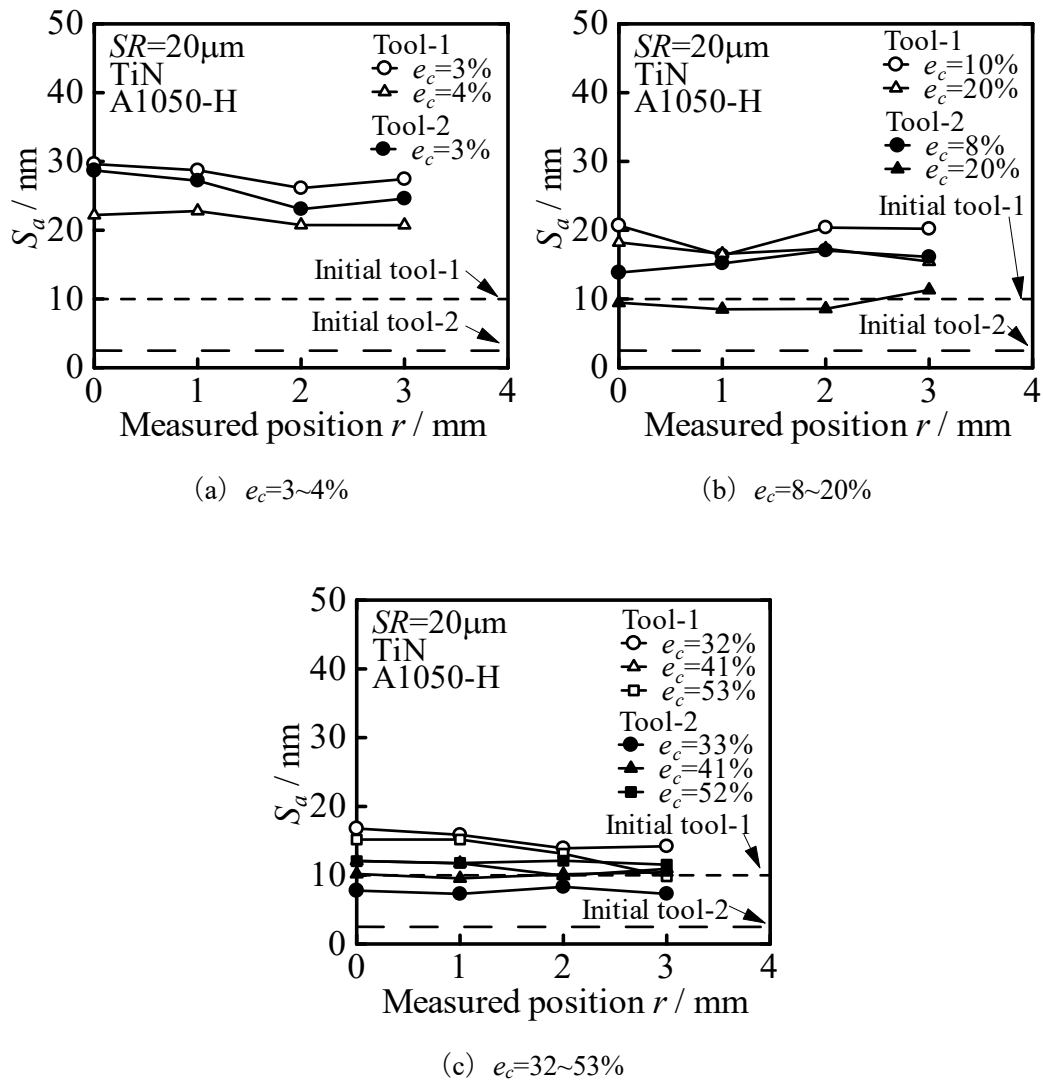 50
40
30
20
10
0
S_a / nm
SR=20μm
TiN
A1050-H
Tool-1
e_c=3%
e_c=4%
Tool-2
e_c=3%
Initial tool-1
Initial tool-2
0 1 2 3 4
Measured position r / mm
(a) e_c=3~4%
50
40
30
20
10
0
S_a / nm
SR=20μm
TiN
A1050-H
Tool-1
e_c=10%
e_c=20%
Tool-2
e_c=8%
e_c=20%
Initial tool-1
Initial tool-2
0 1 2 3 4
Measured position r / mm
(b) e_c=8~20%
50
40
30
20
10
0
S_a / nm
SR=20μm
TiN
A1050-H
Tool-1
e_c=32%
e_c=41%
e_c=53%
Tool-2
e_c=33%
e_c=41%
e_c=52%
Initial tool-1
Initial tool-2
0 1 2 3 4
Measured position r / mm
(c) e_c=32~53%